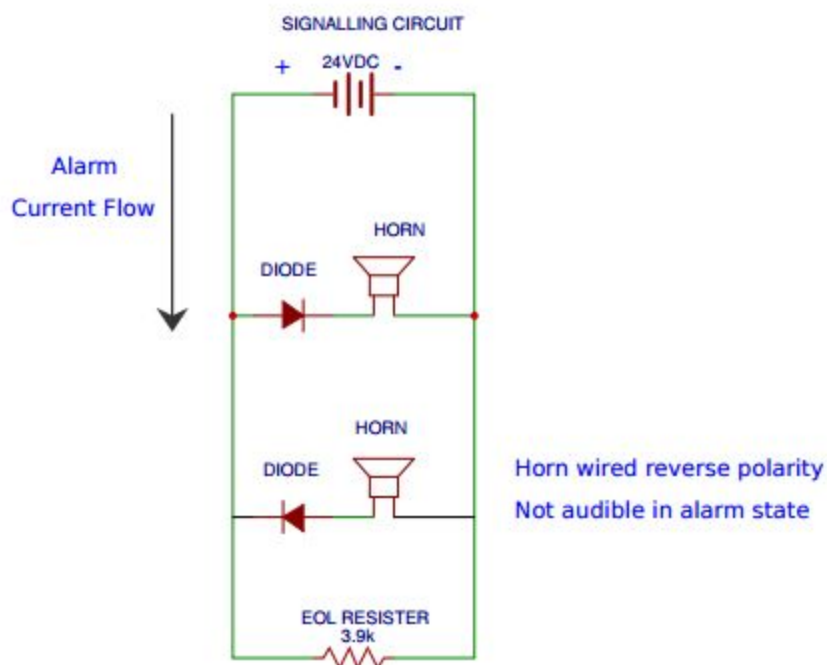 SIGNALLING CIRCUIT
+ 24VDC -
Alarm
Current Flow
HORN
DIODE
HORN
DIODE
Horn wired reverse polarity
Not audible in alarm state
EOL RESISTER
3.9k